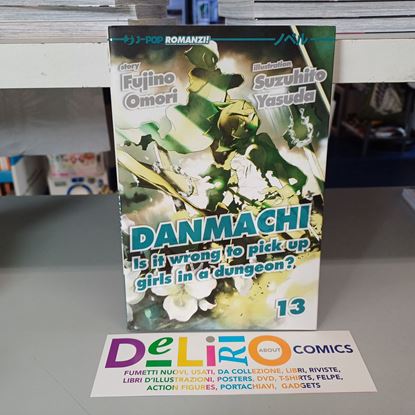 J-POP ROMANZI!
ノベル
story
Fujino
Omori
illustration
Suzuhito
Yasuda
DANMACHI
Is it wrong to pick up
girls in a dungeon?
13
DeLiRiO ABOUT COMICS
FUMETTI NUOVI, USATI, DA COLLEZIONE, LIBRI, RIVISTE,
LIBRI D'ILLUSTRAZIONI, POSTERS, DVD, T-SHIRTS, FELPE,
ACTION FIGURES, PORTACHIAVI, GADGETS